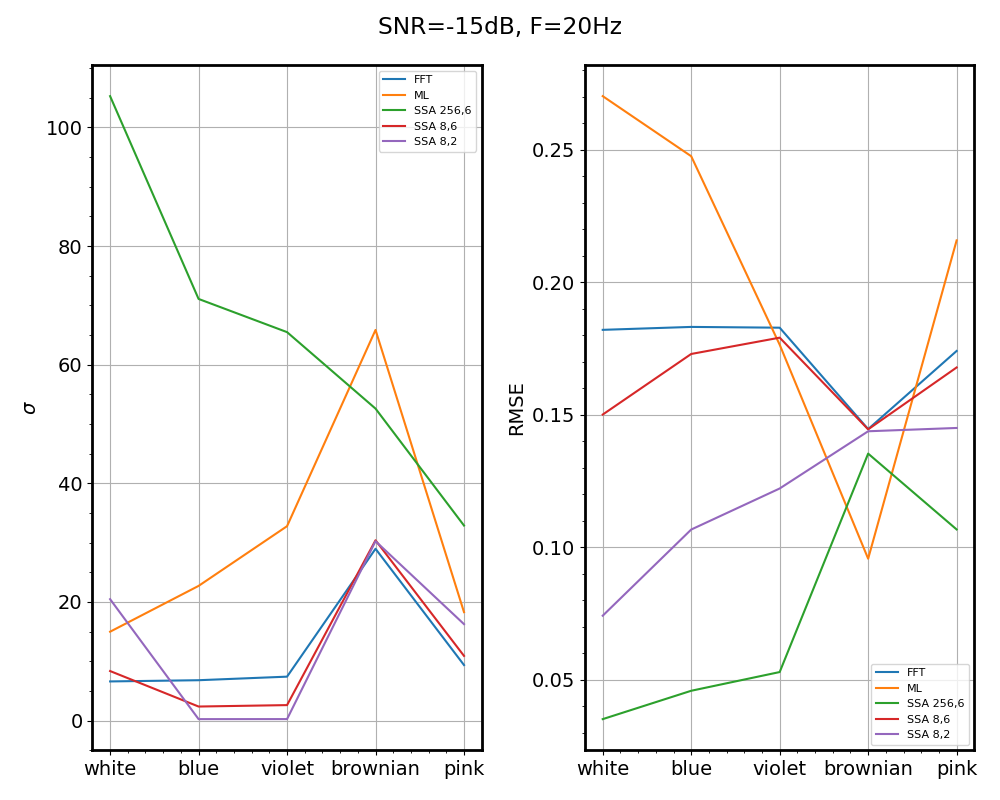 SNR=-15dB, F=20Hz
100
80
60
40
20
0
σ
white blue violet brownian pink
FFT
ML
SSA 256,6
SSA 8,6
SSA 8,2
0.25
0.20
0.15
0.10
0.05
RMSE
white blue violet brownian pink
FFT
ML
SSA 256,6
SSA 8,6
SSA 8,2